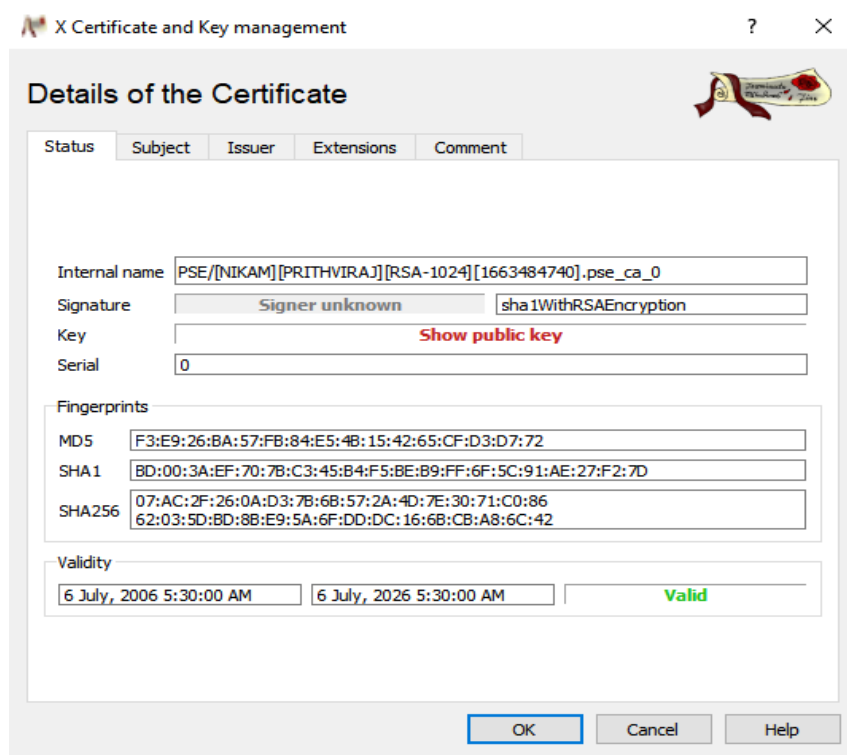 X Certificate and Key management
Details of the Certificate
Status Subject Issuer Extensions Comment
Internal name PSE/[NIKAM][PRITHVIRAJ][RSA-1024][1663484740].pse_ca_0
Signature Signer unknown sha1WithRSAEncryption
Key Show public key
Serial 0
Fingerprints
MD5 F3:E9:26:BA:57:FB:84:E5:4B:15:42:65:CF:D3:D7:72
SHA1 BD:00:3A:EF:70:7B:C3:45:B4:F5:BE:B9:FF:6F:5C:91:AE:27:F2:7D
SHA256 07:AC:2F:26:0A:D3:7B:6B:57:2A:4D:7E:30:71:C0:86
62:03:5D:BD:8B:E9:5A:6F:DD:DC:16:6B:CB:A8:6C:42
Validity
6 July, 2006 5:30:00 AM 6 July, 2026 5:30:00 AM Valid
OK Cancel Help